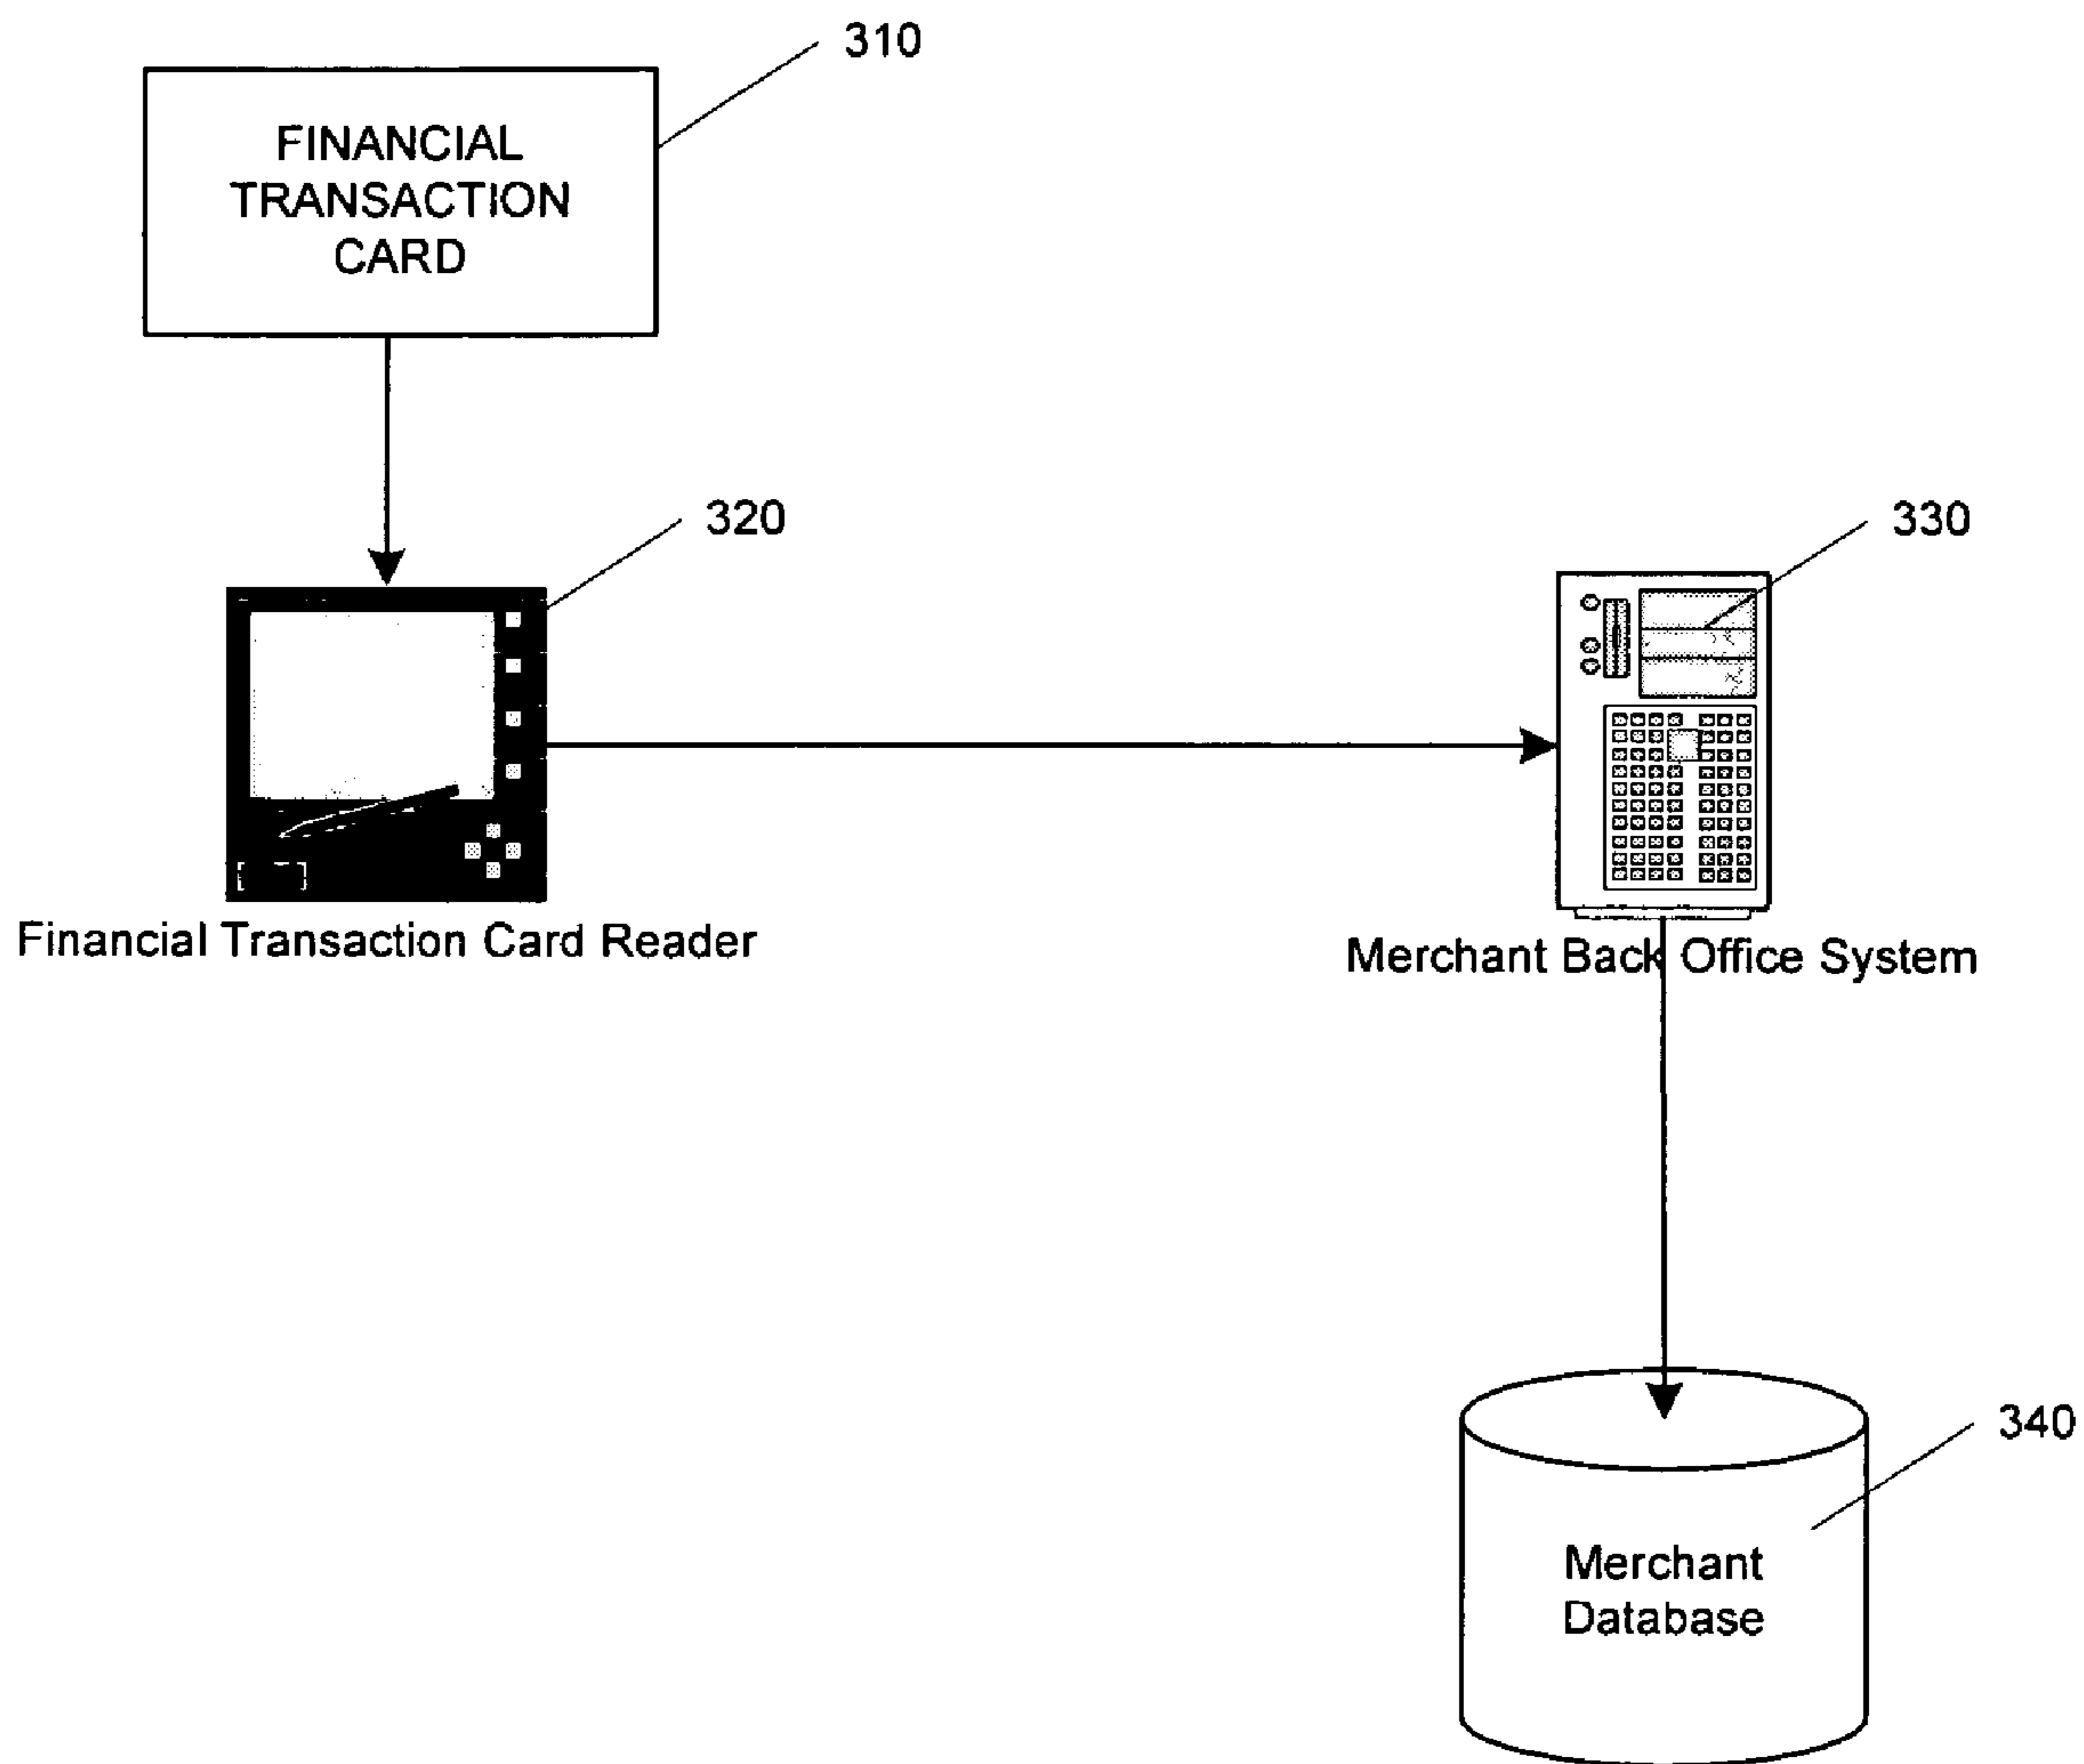 310
FINANCIAL
TRANSACTION
CARD
320
330
Financial Transaction Card Reader
Merchant Back Office System
340
Merchant
Database